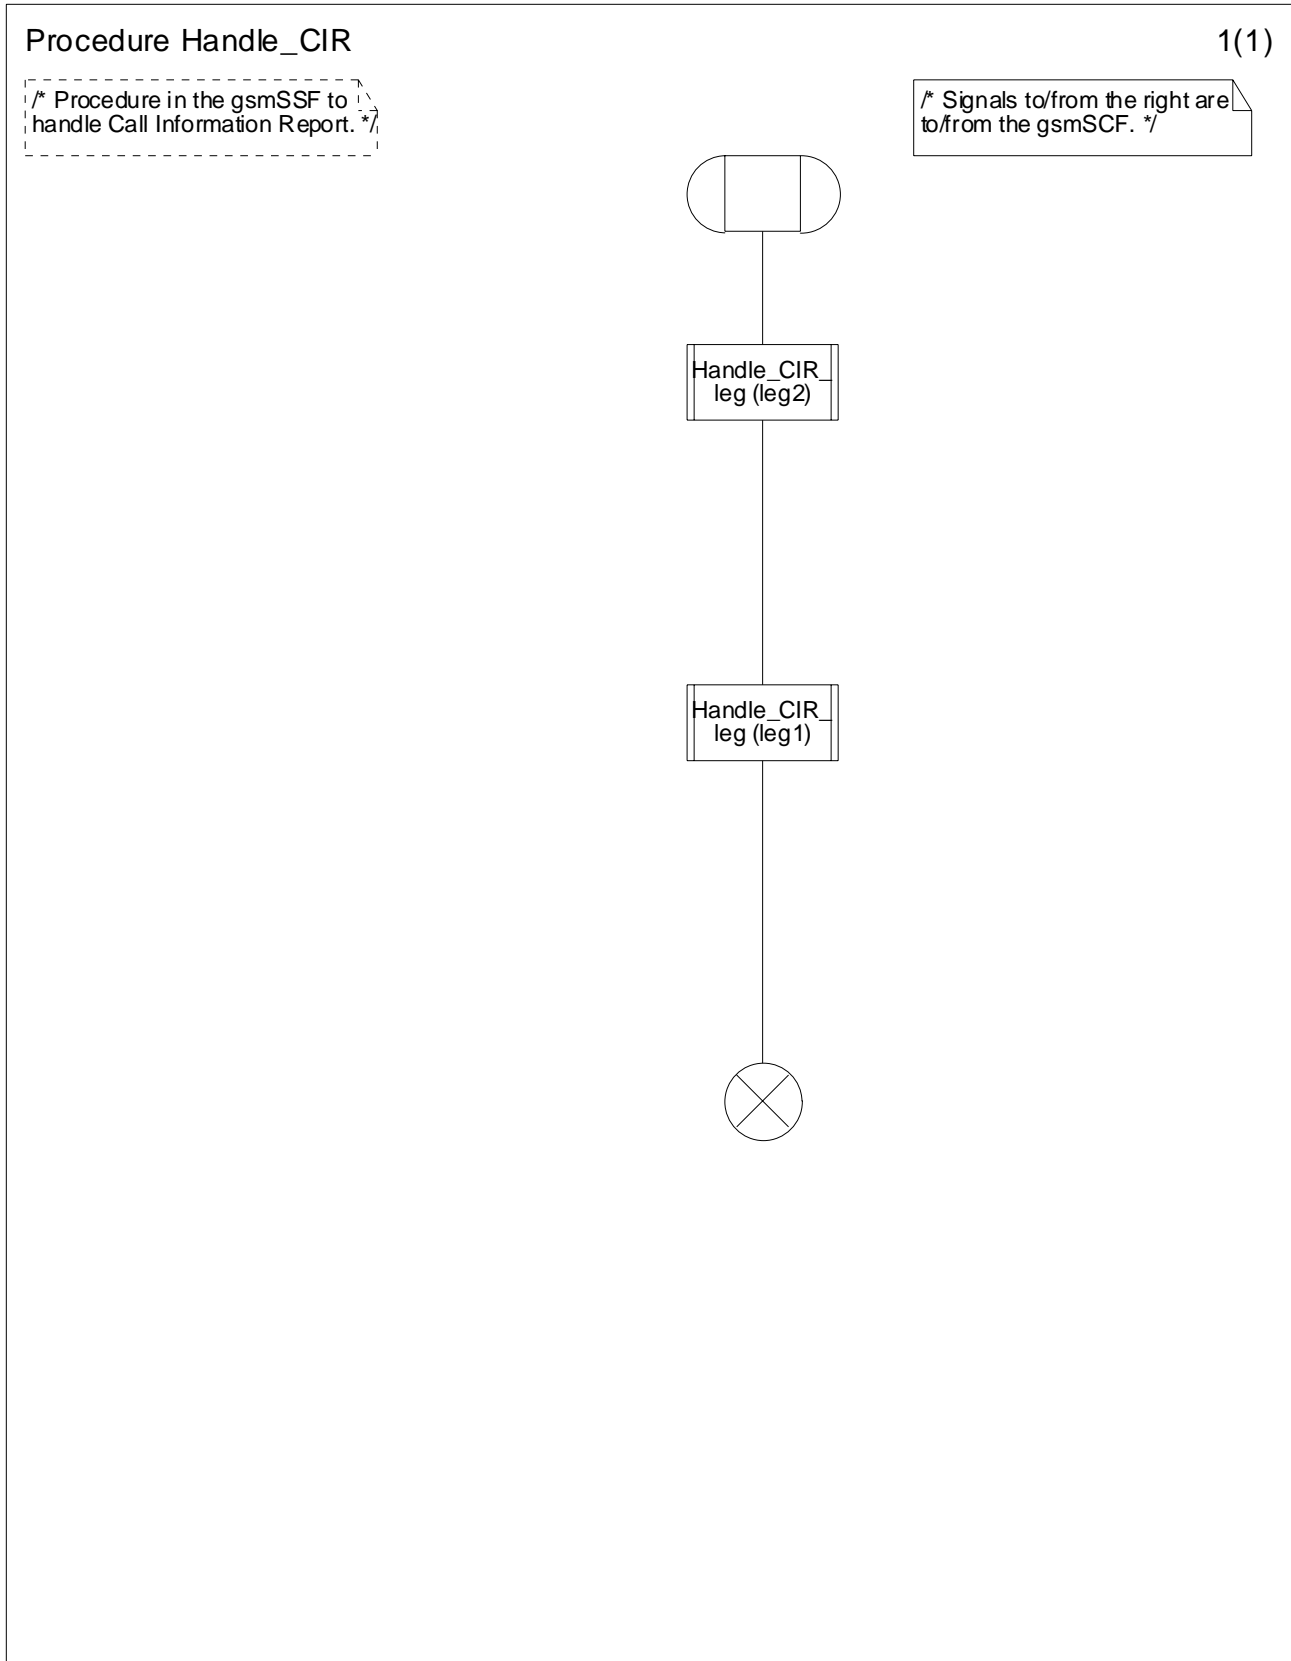 Procedure Handle_CIR
1(1)
/* Procedure in the gsmSSF to
handle Call Information Report. */
/* Signals to/from the right are
to/from the gsmSCF. */
Handle_CIR_
leg (leg2)
Handle_CIR_
leg (leg1)